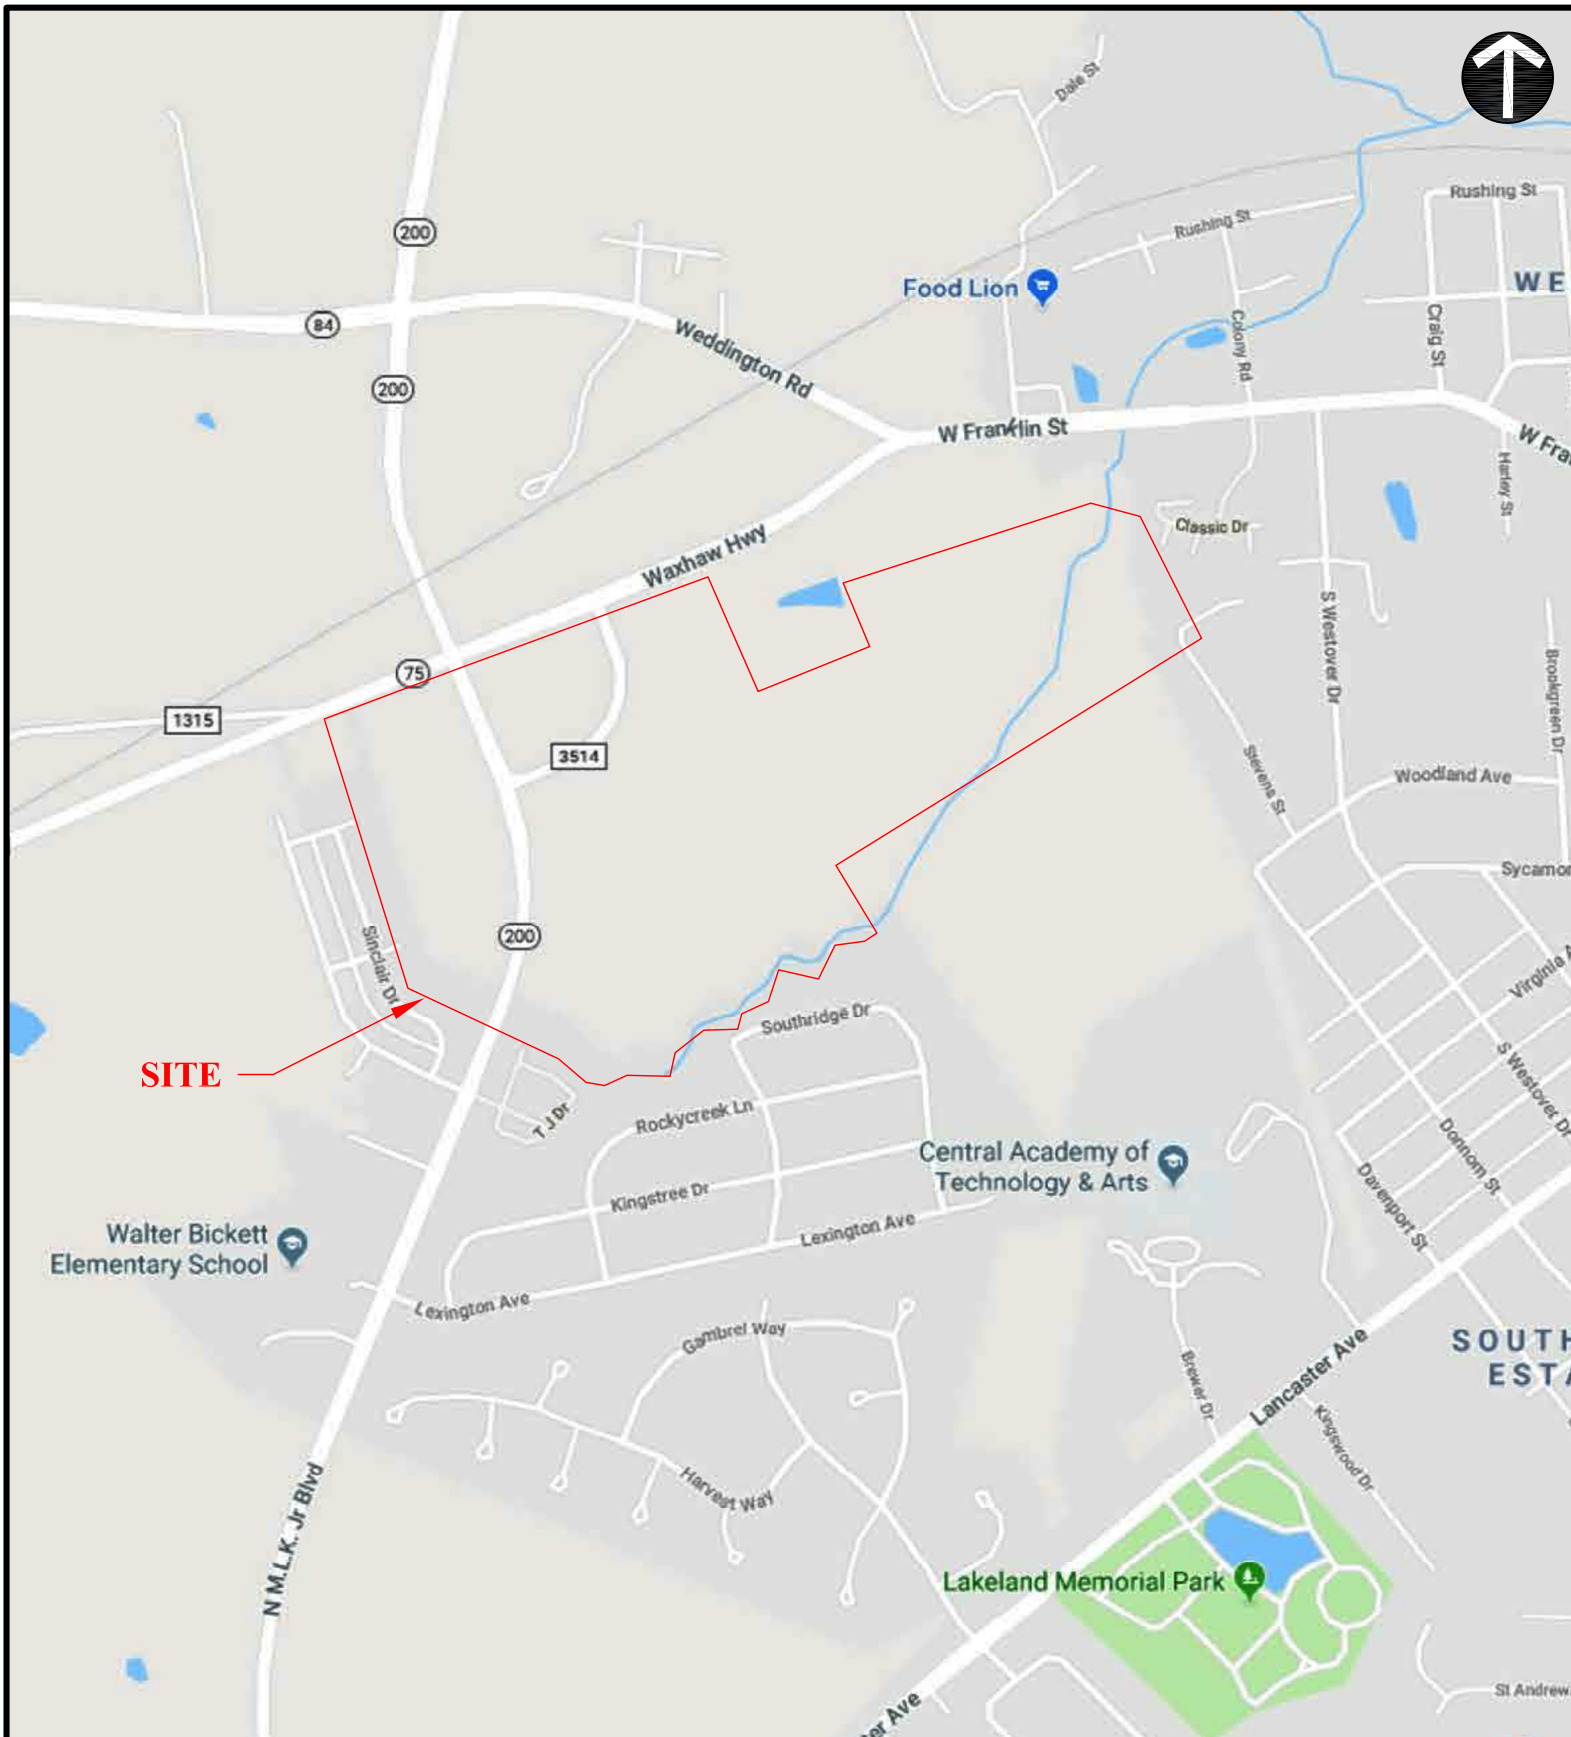 Dale St
Rushing St
Rushing St
200
Food Lion
WE
84
Weddington Rd
Colony Rd
Craig St
200
W Franklin St
W Fra
Harley St
Classic Dr
Waxhaw Hwy
S Westover Dr
Brookgreen Dr
75
1315
3514
Stevens St
Woodland Ave
Sycamor
Sinclair Dr
200
Virginia A
Southridge Dr
SITE
S Westover Dr
T J Dr
Rockycreek Ln
Donnom St
Central Academy of
Technology & Arts
Davenport St
Kingstree Dr
Walter Bickett
Elementary School
Lexington Ave
Lexington Ave
Gambrel Way
SOUTH
ESTA
Brewer Dr
Lancaster Ave
Kingswood Dr
Harvest Way
N M.L.K. Jr Blvd
Lakeland Memorial Park
St Andrew
er Ave